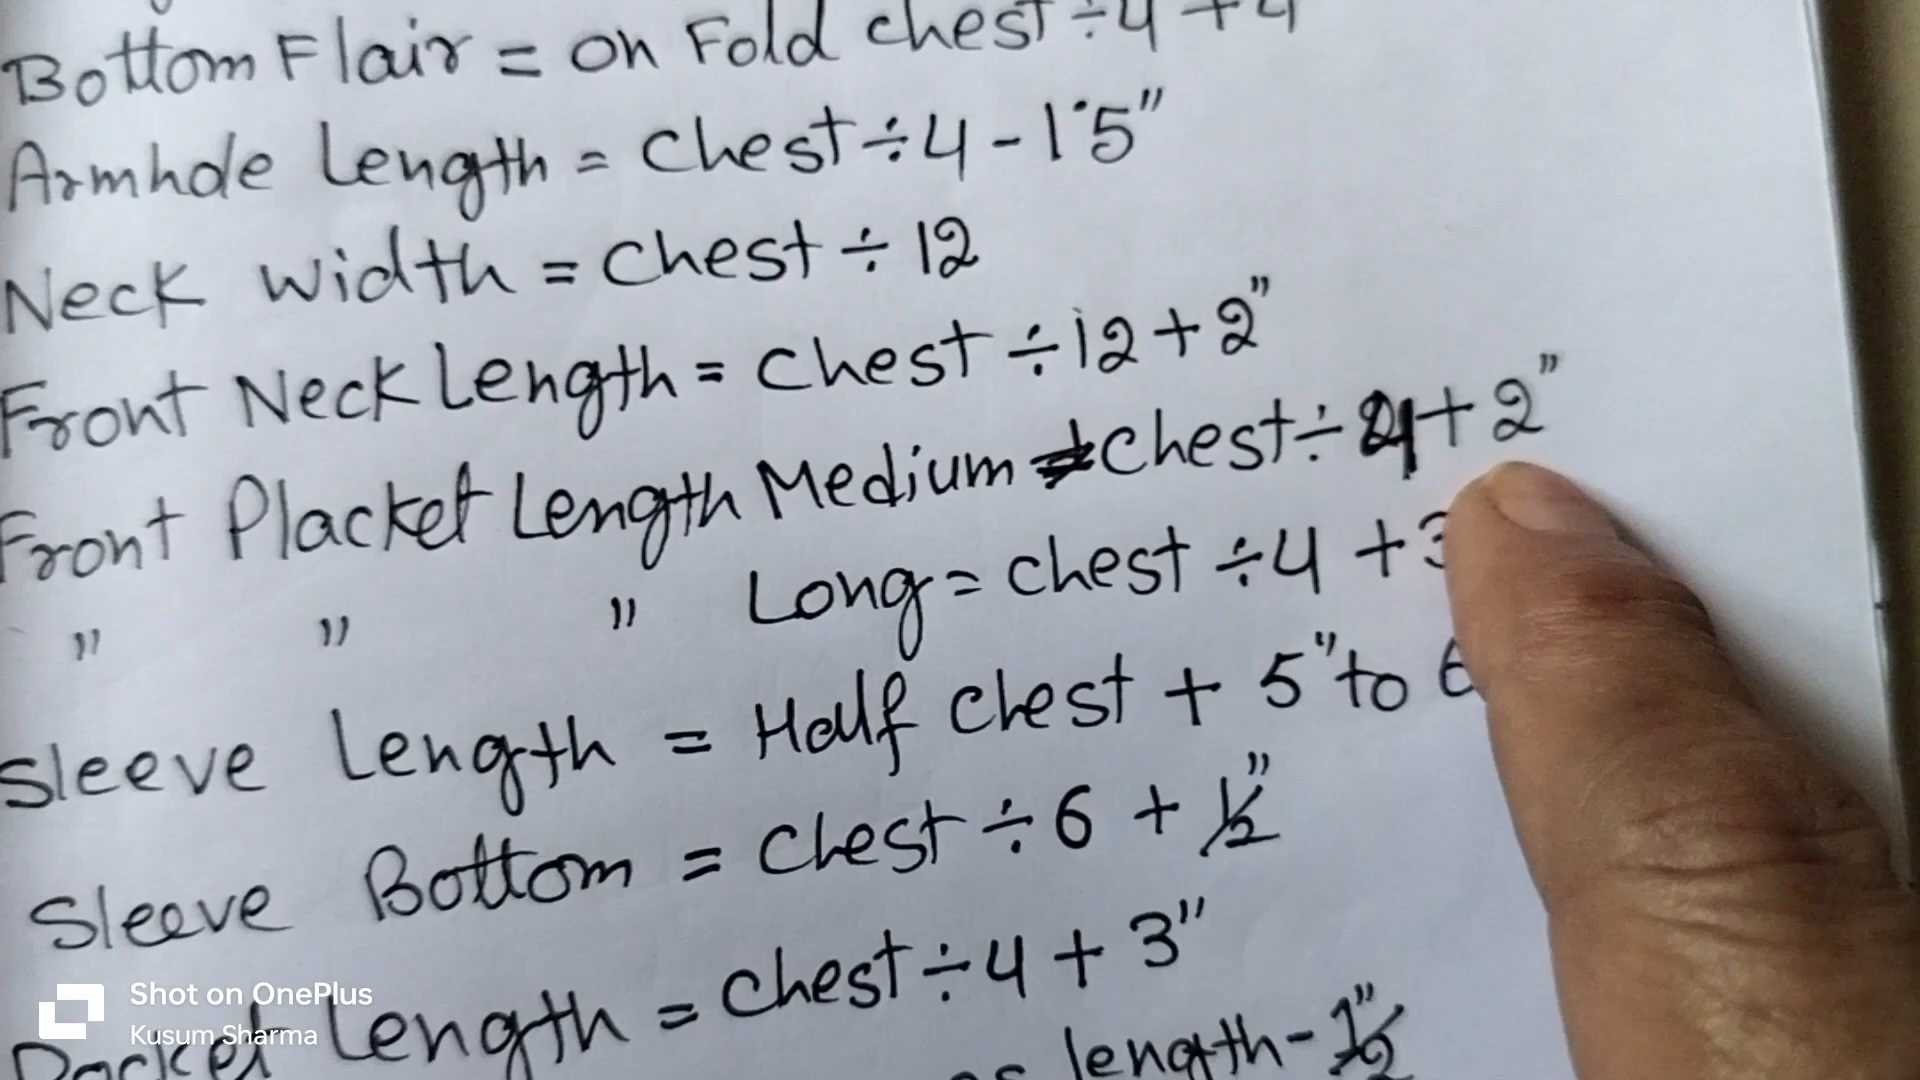 Bottom Flair = on Fold chest ÷ 4 + 4
Armhole Length = Chest ÷ 4 - 1.5"
Neck width = Chest ÷ 12
Front Neck Length = Chest ÷ 12 + 2"
Front Placket Length Medium = Chest ÷ 4 + 2"
" " " Long = chest ÷ 4 + 3
Sleeve Length = Half chest + 5" to 6
Sleeve Bottom = Chest ÷ 6 + 1/2"
Pocket Length = Chest ÷ 4 + 3"
length - 1/2"
Shot on OnePlus
Kusum Sharma